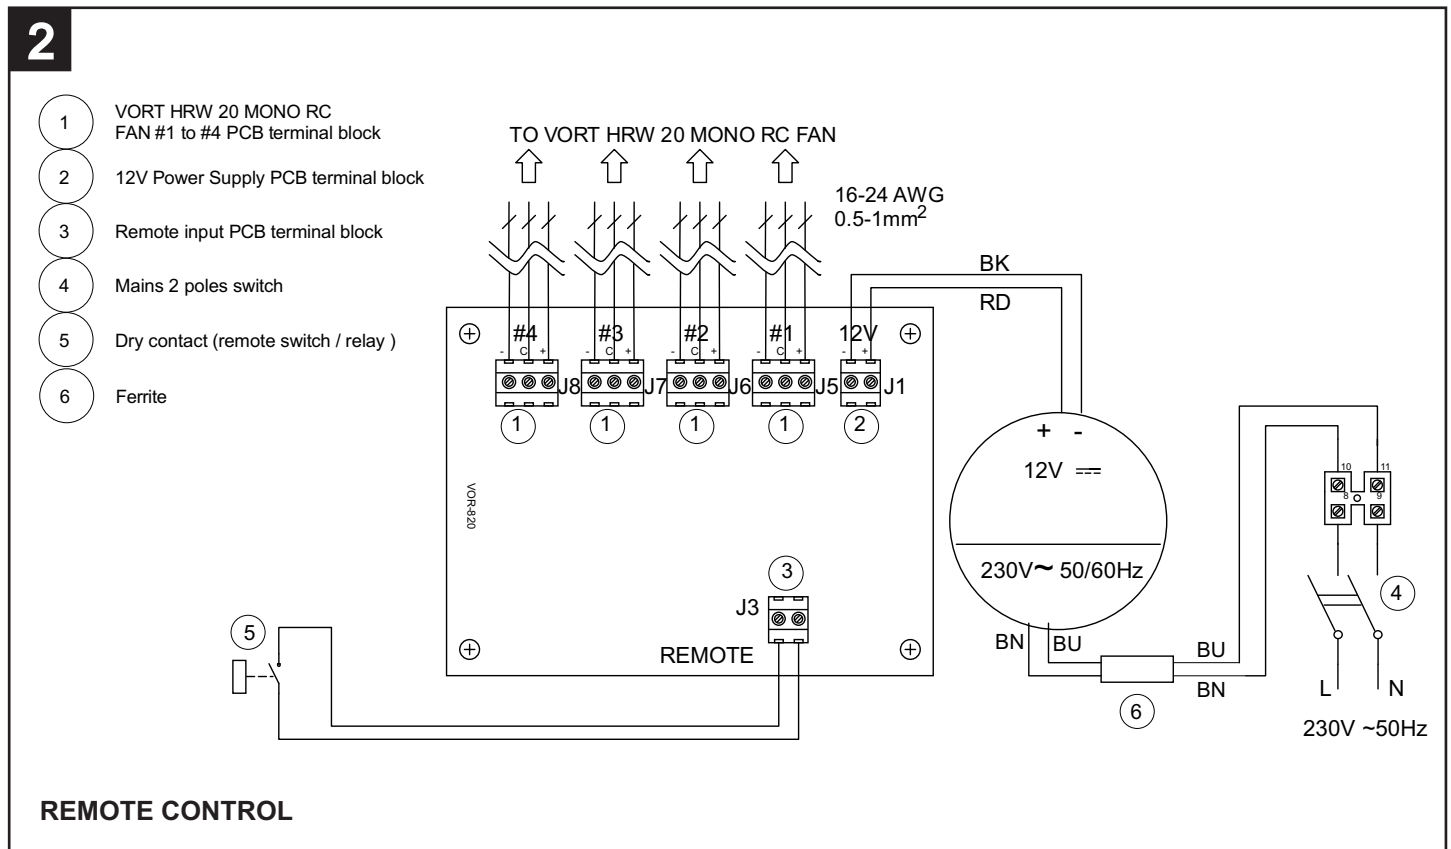 2
1 VORT HRW 20 MONO RC
FAN #1 to #4 PCB terminal block
2 12V Power Supply PCB terminal block
3 Remote input PCB terminal block
4 Mains 2 poles switch
5 Dry contact (remote switch / relay )
6 Ferrite
TO VORT HRW 20 MONO RC FAN
16-24 AWG
0.5-1mm²
BK
RD
#4 #3 #2 #1 12V
- C + - C + - C + - C + - +
J8 J7 J6 J5 J1
1 1 1 1 2
+ -
12V
10 11
8 9
VOR-820
230V~ 50/60Hz
3
4
J3
5
REMOTE
BN BU BU
BN
6
L N
230V ~50Hz
REMOTE CONTROL